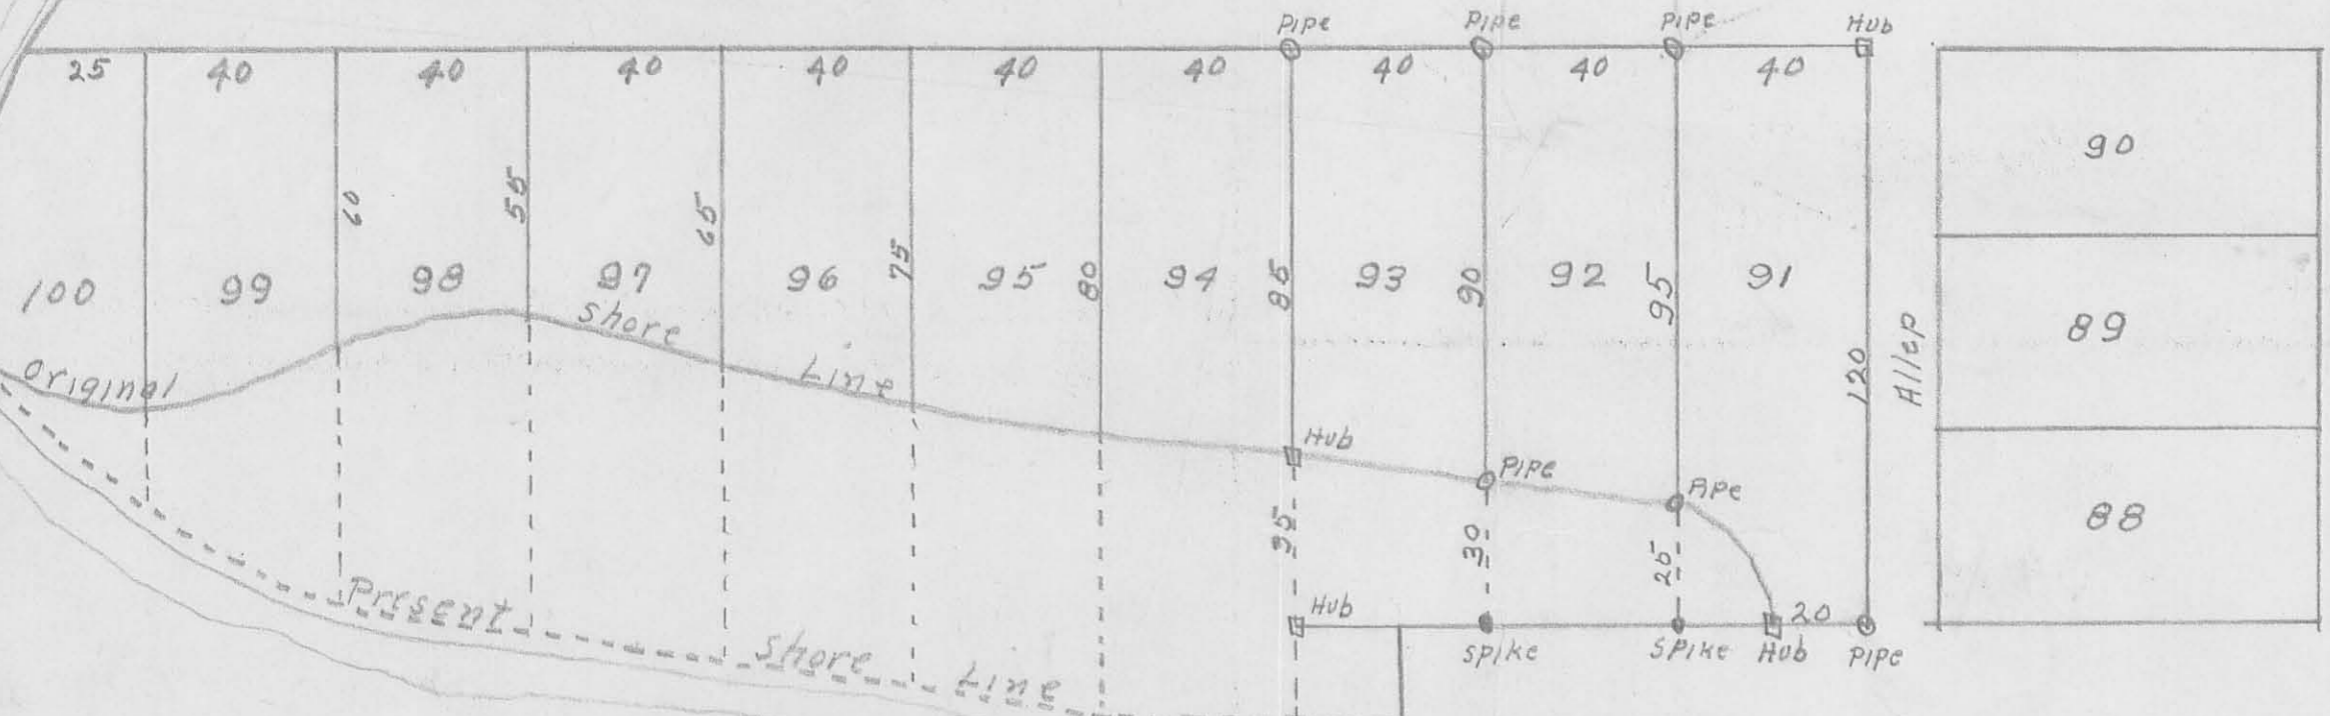 Pipe Pipe Pipe Hub
25 40 40 40 40 40 40 40 40 40
60 55 65 75 80 85 90 95 120
100 99 98 97 96 95 94 93 92 91
90
89
88
Original Shore Line
Alley
Hub Pipe Pipe
35 30 25
Hub Spike Spike Hub 20 Pipe
Present Shore Line